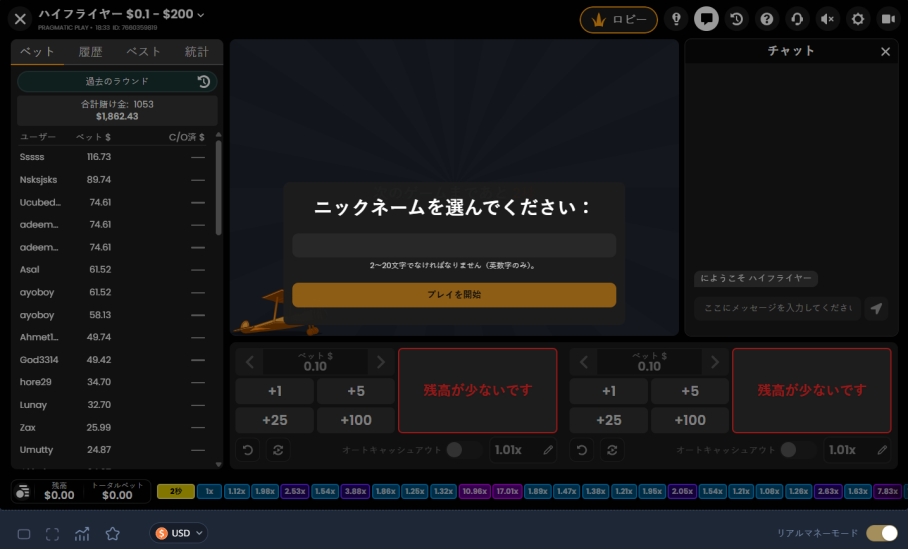 ハイフライヤー $0.1 - $200
PRAGMATIC PLAY • 18:33 ID: 7660359819
ロビー
ベット 履歴 ベスト 統計
過去のラウンド
合計賭け金: 1053
$1,862.43
ユーザー ベット $ C/O済 $
Sssss 116.73 —
Nsksjsks 89.74 —
Ucubed... 74.61 —
adeem... 74.61 —
adeem... 74.61 —
Asal 61.52 —
ayoboy 61.52 —
ayoboy 58.13 —
Ahmet1... 49.74 —
God3314 49.42 —
hore29 34.70 —
Lunay 32.70 —
Zax 25.99 —
Umutty 24.87 —
ニックネームを選んでください：
2～20文字でなければなりません（英数字のみ）。
プレイを開始
チャット
にようこそ ハイフライヤー
ここにメッセージを入力してください
ベット $
0.10
+1 +5
+25 +100
残高が少ないです
オートキャッシュアウト 1.01x
ベット $
0.10
+1 +5
+25 +100
残高が少ないです
オートキャッシュアウト 1.01x
残高
$0.00
トータルベット
$0.00
2秒 1x 1.12x 1.98x 2.53x 1.54x 3.88x 1.86x 1.25x 1.32x 10.96x 17.01x 1.89x 1.47x 1.38x 1.21x 1.95x 2.05x 1.54x 1.21x 1.08x 1.26x 2.63x 1.63x 7.83x
USD
リアルマネーモード